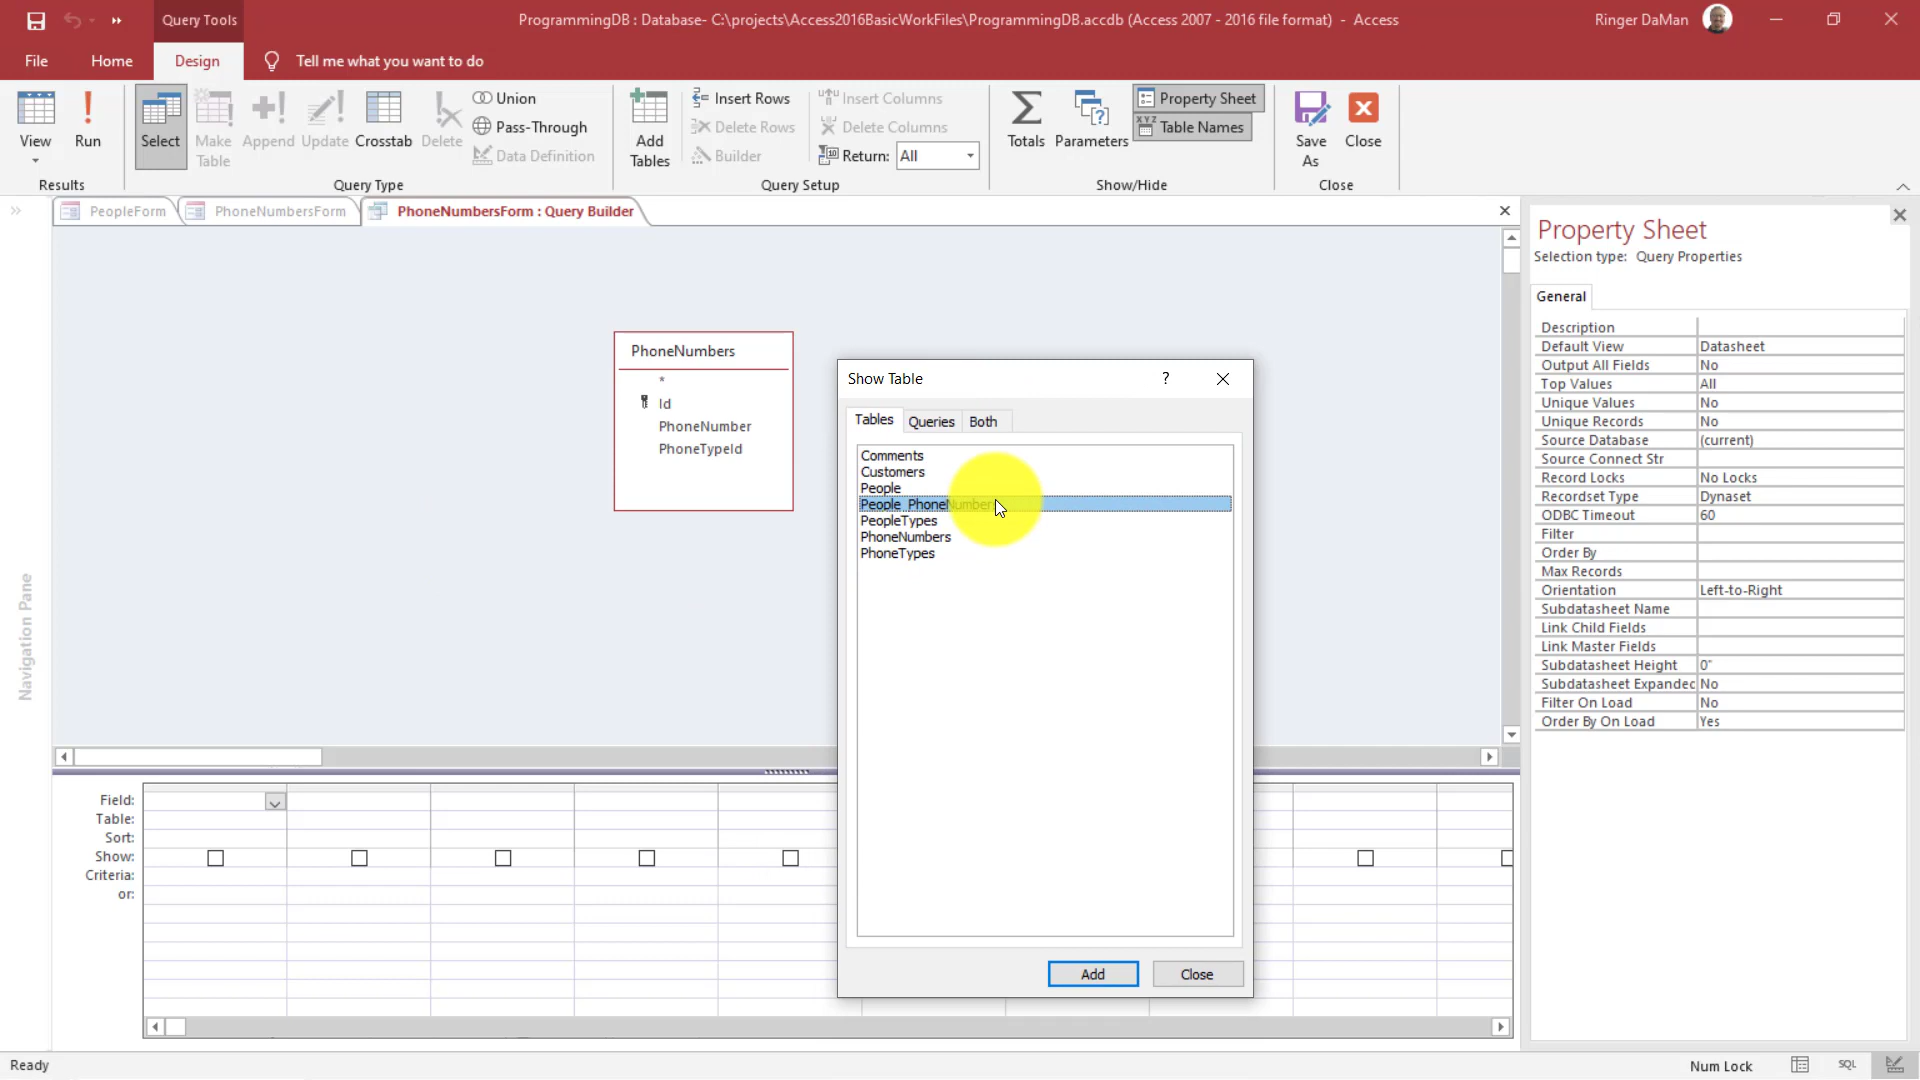 Query Tools
ProgrammingDB : Database- C:\projects\Access2016BasicWorkFiles\ProgrammingDB.accdb (Access 2007 - 2016 file format) - Access
Ringer DaMan
File Home Design Tell me what you want to do
View
Run
Results
Select
Make Table
Append
Update
Crosstab
Delete
Union
Pass-Through
Data Definition
Query Type
Add Tables
Insert Rows
Delete Rows
Builder
Insert Columns
Delete Columns
Return: All
Query Setup
Totals
Parameters
Property Sheet
Table Names
Show/Hide
Save As
Close
Close
PeopleForm
PhoneNumbersForm
PhoneNumbersForm : Query Builder
Navigation Pane
PhoneNumbers
*
Id
PhoneNumber
PhoneTypeId
Show Table
?
Tables Queries Both
Comments
Customers
People
People_PhoneNumbers
PeopleTypes
PhoneNumbers
PhoneTypes
Add
Close
Field:
Table:
Sort:
Show:
Criteria:
or:
Property Sheet
Selection type: Query Properties
General
Description
Default View Datasheet
Output All Fields No
Top Values All
Unique Values No
Unique Records No
Source Database (current)
Source Connect Str
Record Locks No Locks
Recordset Type Dynaset
ODBC Timeout 60
Filter
Order By
Max Records
Orientation Left-to-Right
Subdatasheet Name
Link Child Fields
Link Master Fields
Subdatasheet Height 0"
Subdatasheet Expanded No
Filter On Load No
Order By On Load Yes
Ready
Num Lock
SQL